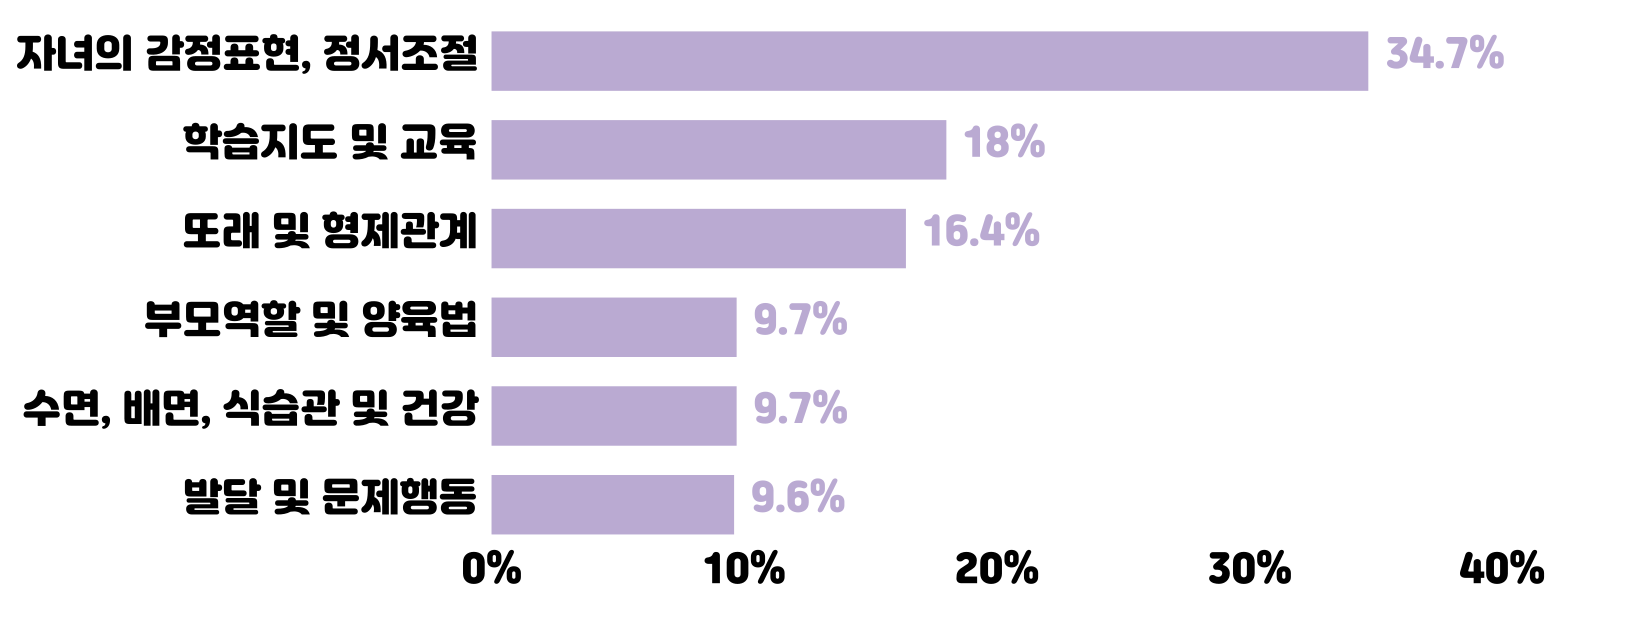 자녀의 감정표현, 정서조절 34.7%
학습지도 및 교육 18%
또래 및 형제관계 16.4%
부모역할 및 양육법 9.7%
수면, 배면, 식습관 및 건강 9.7%
발달 및 문제행동 9.6%
0% 10% 20% 30% 40%